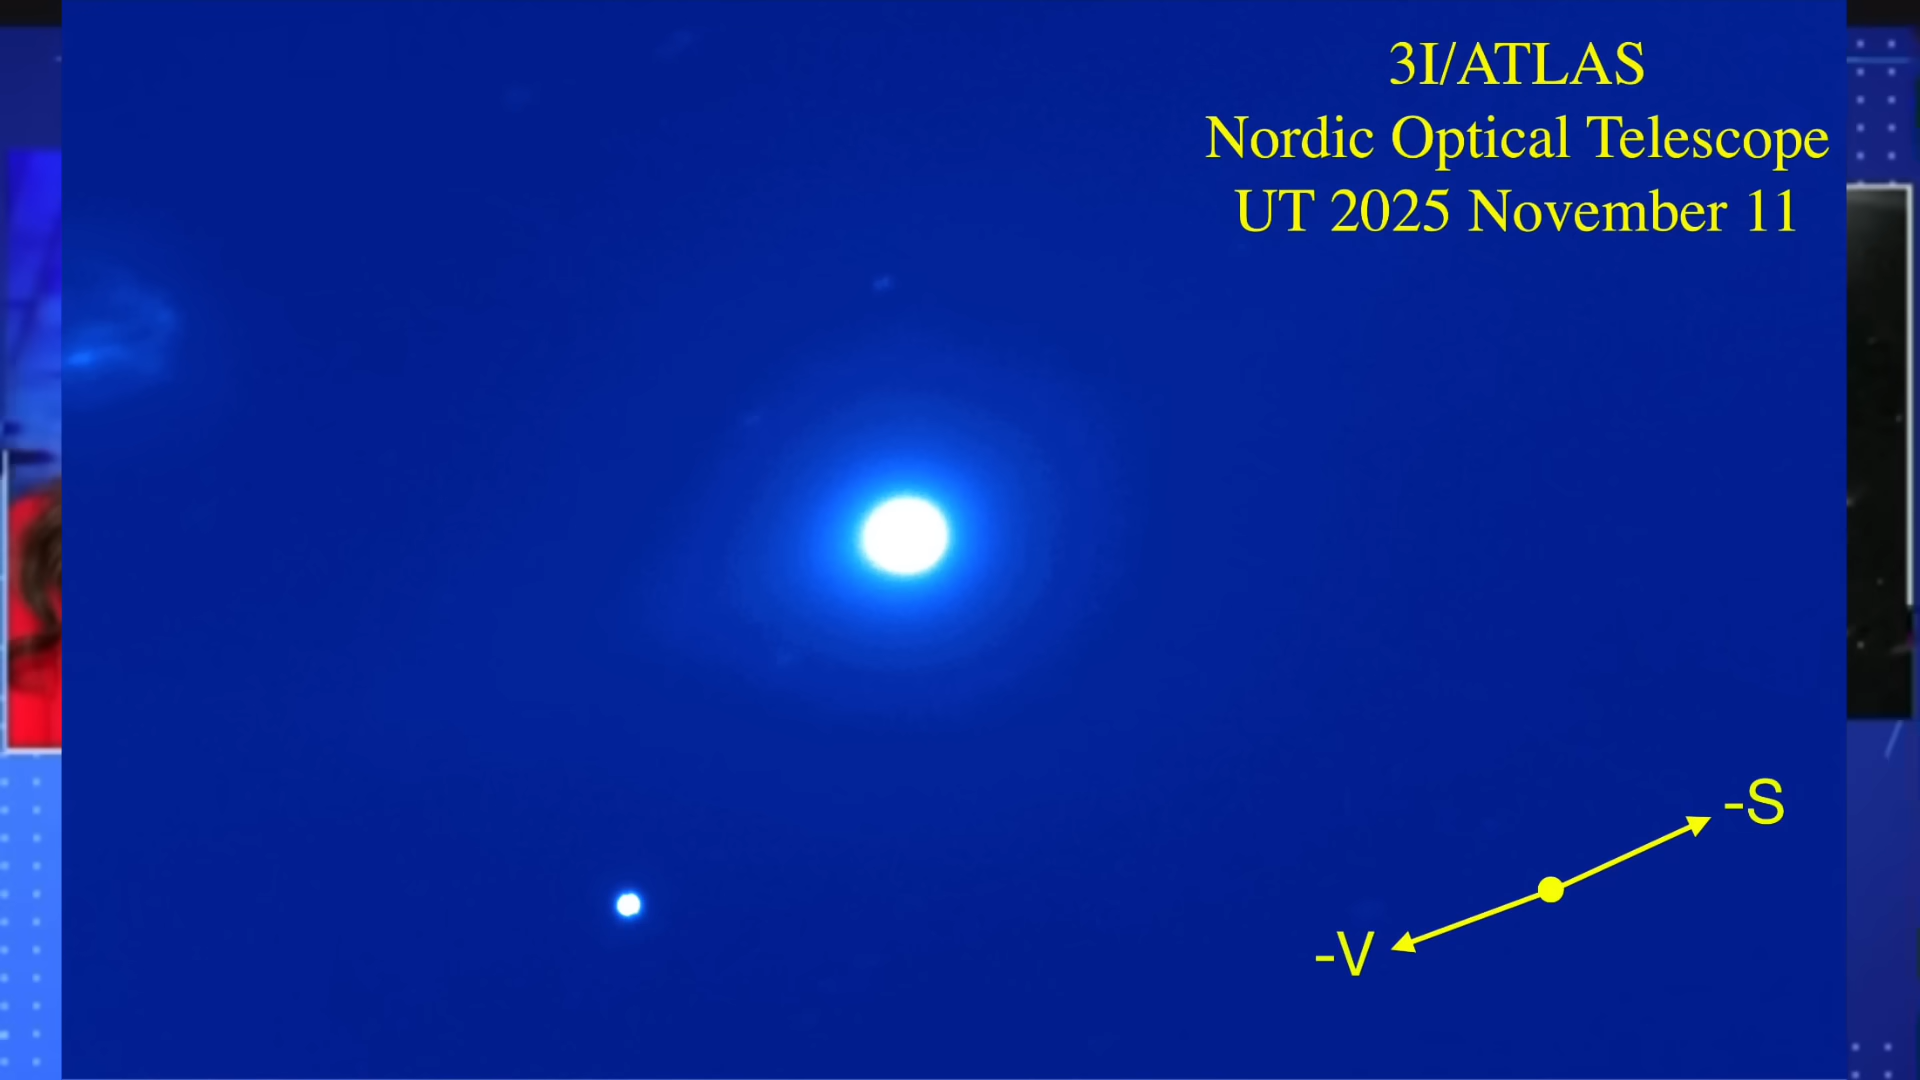 3I/ATLAS
Nordic Optical Telescope
UT 2025 November 11
-S
-V